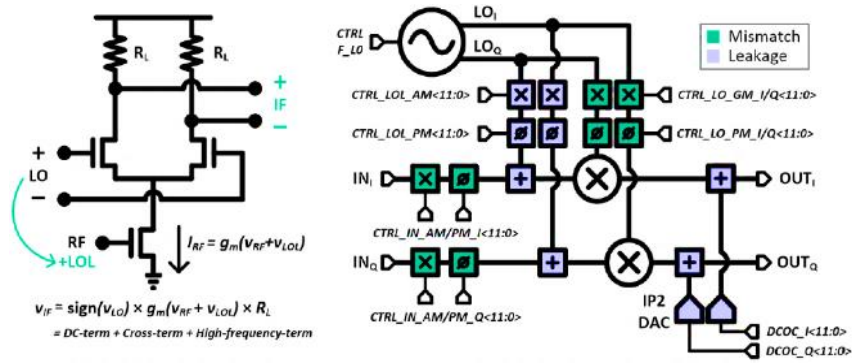 R_L
R_L
+
IF
−
+
LO
−
RF
+LOL
I_RF = g_m(v_RF+v_LOL)
v_IF = sign(v_LO) × g_m(v_RF + v_LOL) × R_L
= DC-term + Cross-term + High-frequency-term
LO_I
LO_Q
CTRL
F_LO
Mismatch
Leakage
CTRL_LOL_AM<11:0>
CTRL_LO_GM_I/Q<11:0>
CTRL_LOL_PM<11:0>
CTRL_LO_PM_I/Q<11:0>
IN_I
OUT_I
CTRL_IN_AM/PM_I<11:0>
IN_Q
OUT_Q
CTRL_IN_AM/PM_Q<11:0>
IP2
DAC
DCOC_I<11:0>
DCOC_Q<11:0>